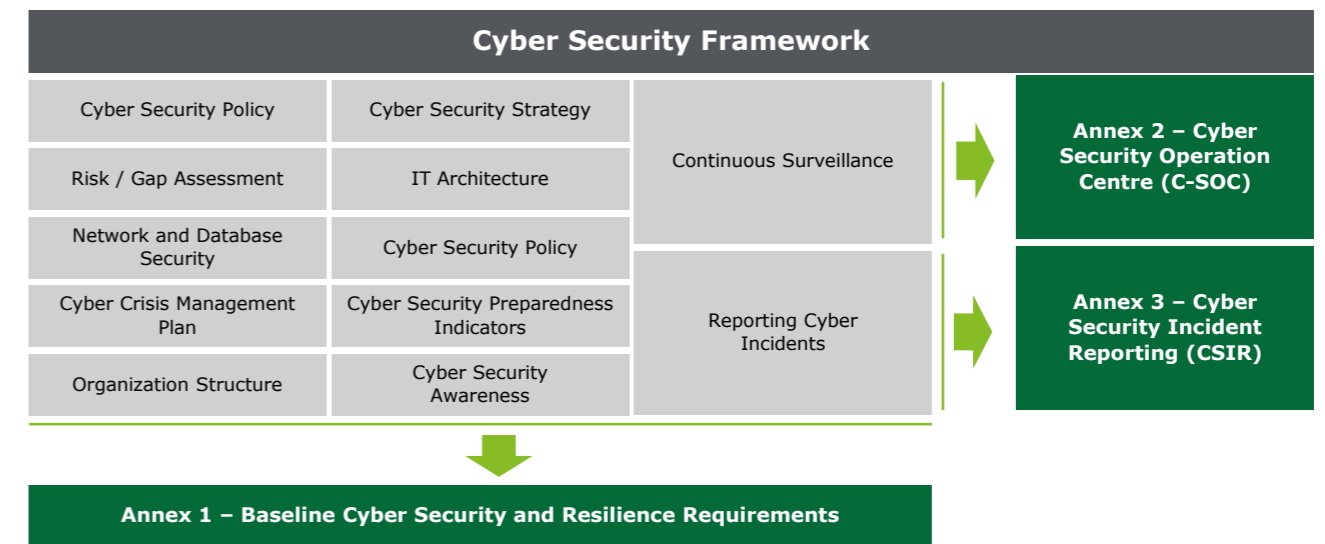 Cyber Security Framework
Cyber Security Policy
Cyber Security Strategy
Continuous Surveillance
Annex 2 – Cyber
Security Operation
Centre (C-SOC)
Risk / Gap Assessment
IT Architecture
Network and Database
Security
Cyber Security Policy
Reporting Cyber
Incidents
Annex 3 – Cyber
Security Incident
Reporting (CSIR)
Cyber Crisis Management
Plan
Cyber Security Preparedness
Indicators
Organization Structure
Cyber Security
Awareness
Annex 1 – Baseline Cyber Security and Resilience Requirements